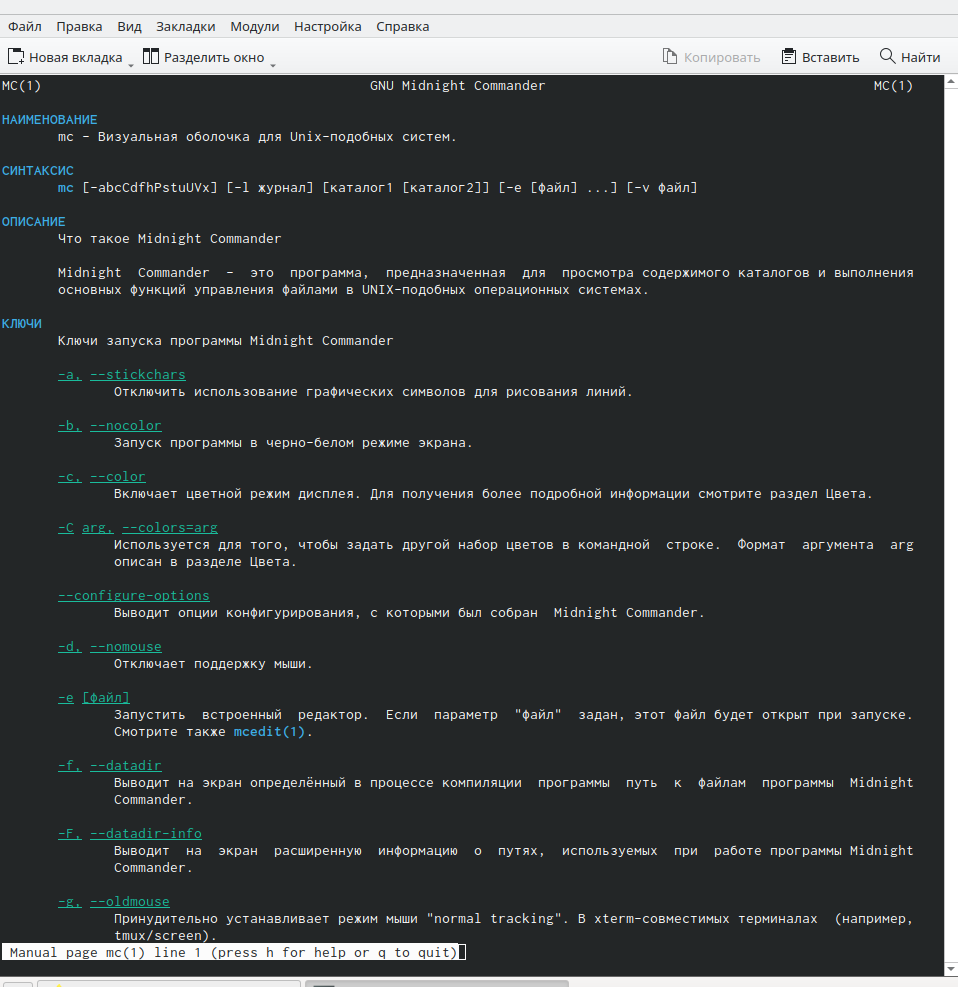 Файл Правка Вид Закладки Модули Настройка Справка
Новая вкладка Разделить окно Копировать Вставить Найти
MC(1) GNU Midnight Commander MC(1)
НАИМЕНОВАНИЕ
mc - Визуальная оболочка для Unix-подобных систем.
СИНТАКСИС
mc [-abcCdfhPstuUVx] [-l журнал] [каталог1 [каталог2]] [-e [файл] ...] [-v файл]
ОПИСАНИЕ
Что такое Midnight Commander
Midnight Commander - это программа, предназначенная для просмотра содержимого каталогов и выполнения
основных функций управления файлами в UNIX-подобных операционных системах.
КЛЮЧИ
Ключи запуска программы Midnight Commander
-a, --stickchars
Отключить использование графических символов для рисования линий.
-b, --nocolor
Запуск программы в черно-белом режиме экрана.
-c, --color
Включает цветной режим дисплея. Для получения более подробной информации смотрите раздел Цвета.
-C arg, --colors=arg
Используется для того, чтобы задать другой набор цветов в командной строке. Формат аргумента arg
описан в разделе Цвета.
--configure-options
Выводит опции конфигурирования, с которыми был собран Midnight Commander.
-d, --nomouse
Отключает поддержку мыши.
-e [файл]
Запустить встроенный редактор. Если параметр "файл" задан, этот файл будет открыт при запуске.
Смотрите также mcedit(1).
-f, --datadir
Выводит на экран определённый в процессе компиляции программы путь к файлам программы Midnight
Commander.
-F, --datadir-info
Выводит на экран расширенную информацию о путях, используемых при работе программы Midnight
Commander.
-g, --oldmouse
Принудительно устанавливает режим мыши "normal tracking". В xterm-совместимых терминалах (например,
tmux/screen).
Manual page mc(1) line 1 (press h for help or q to quit)